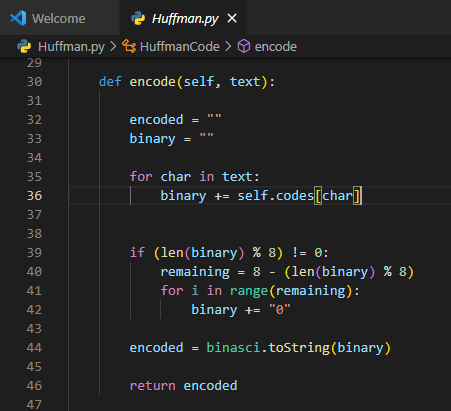 Welcome Huffman.py ×
Huffman.py > HuffmanCode > encode
29
30 def encode(self, text):
31
32 encoded = ""
33 binary = ""
34
35 for char in text:
36 binary += self.codes[char]
37
38
39 if (len(binary) % 8) != 0:
40 remaining = 8 - (len(binary) % 8)
41 for i in range(remaining):
42 binary += "0"
43
44 encoded = binasci.toString(binary)
45
46 return encoded
47